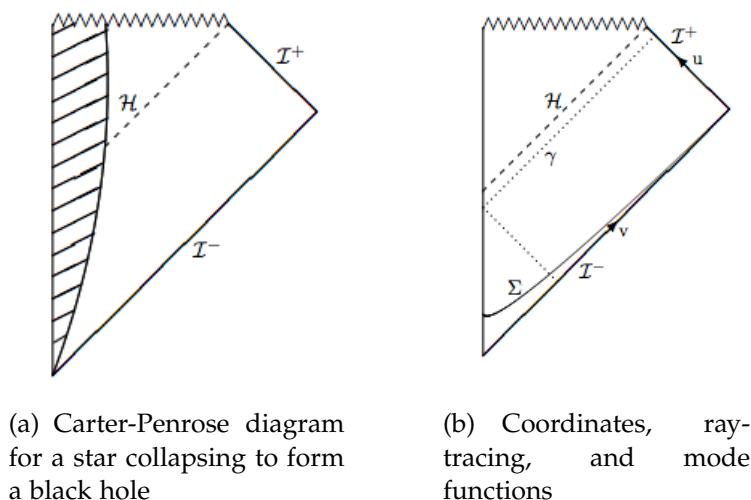 ℋ
ℐ⁺
ℐ⁻
(a) Carter-Penrose diagram
for a star collapsing to form
a black hole
ℐ⁺
u
ℋ
γ
v
ℐ⁻
Σ
(b) Coordinates, ray-
tracing, and mode
functions